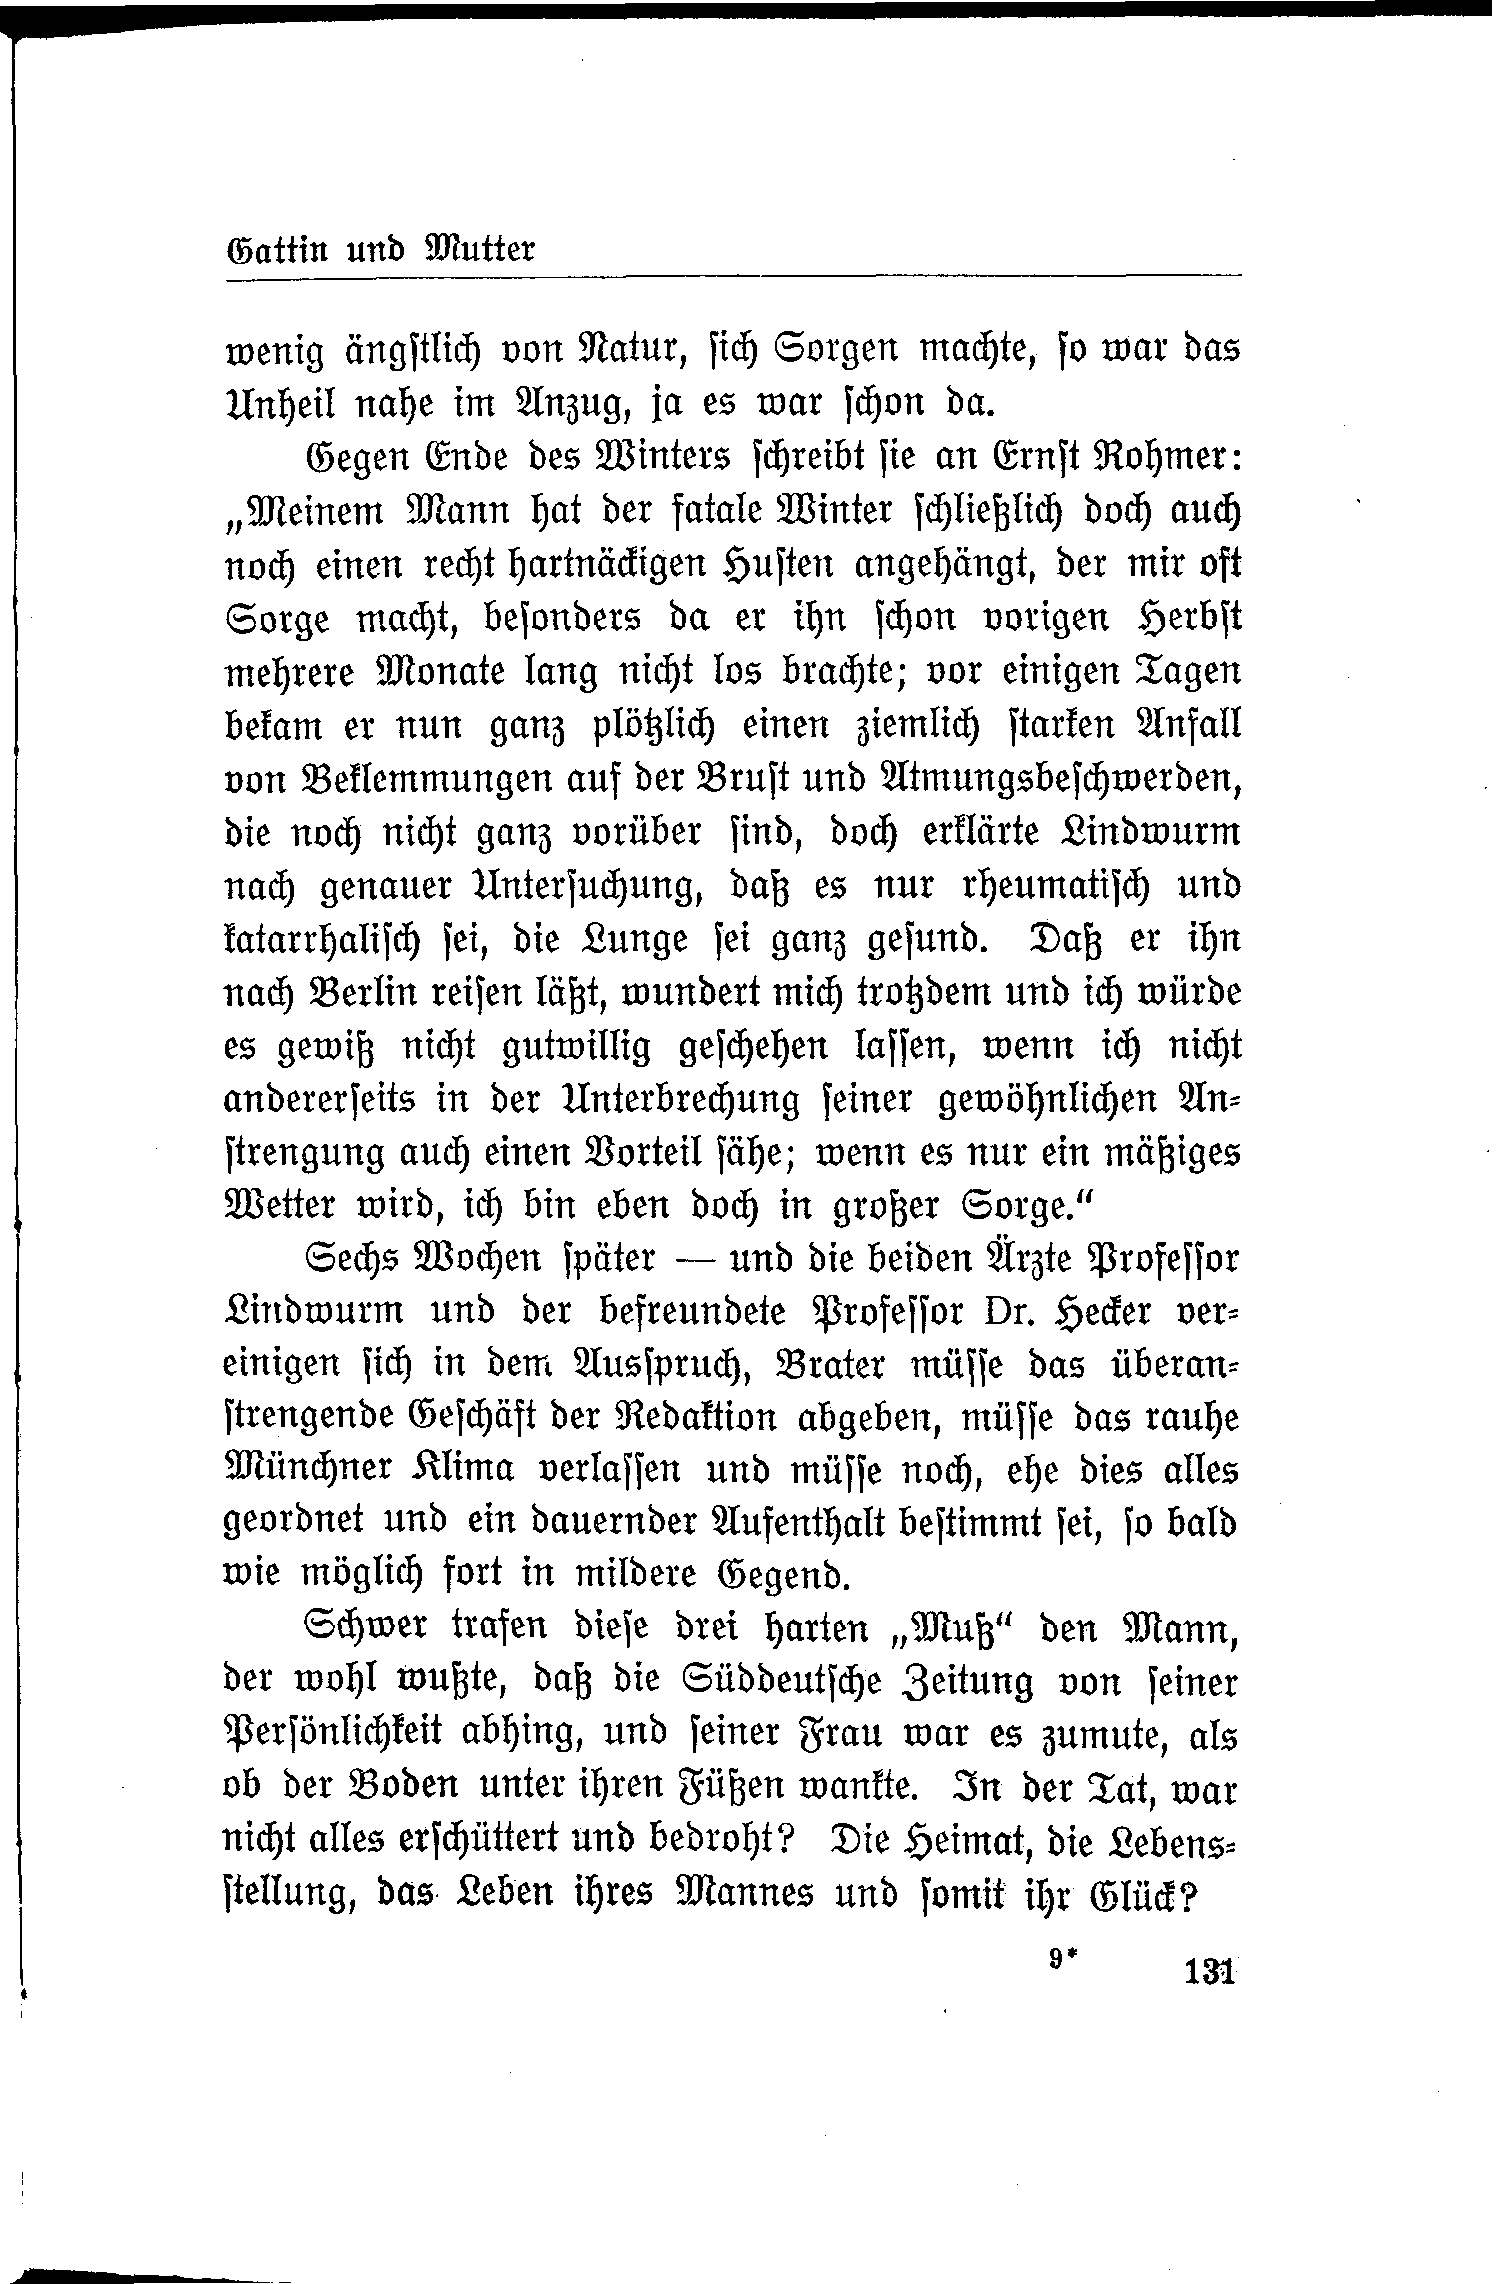 Gattin und Mutter
wenig ängstlich von Natur, sich Sorgen machte, so war das
Unheil nahe im Anzug, ja es war schon da.
Gegen Ende des Winters schreibt sie an Ernst Rohmer:
„Meinem Mann hat der fatale Winter schließlich doch auch
noch einen recht hartnäckigen Husten angehängt, der mir oft
Sorge macht, besonders da er ihn schon vorigen Herbst
mehrere Monate lang nicht los brachte; vor einigen Tagen
bekam er nun ganz plötzlich einen ziemlich starken Anfall
von Beklemmungen auf der Brust und Atmungsbeschwerden,
die noch nicht ganz vorüber sind, doch erklärte Lindwurm
nach genauer Untersuchung, daß es nur rheumatisch und
katarrhalisch sei, die Lunge sei ganz gesund. Daß er ihn
nach Berlin reisen läßt, wundert mich trotzdem und ich würde
es gewiß nicht gutwillig geschehen lassen, wenn ich nicht
andererseits in der Unterbrechung seiner gewöhnlichen An-
strengung auch einen Vorteil sähe; wenn es nur ein mäßiges
Wetter wird, ich bin eben doch in großer Sorge.“
Sechs Wochen später — und die beiden Ärzte Professor
Lindwurm und der befreundete Professor Dr. Hecker ver-
einigen sich in dem Ausspruch, Brater müsse das überan-
strengende Geschäft der Redaktion abgeben, müsse das rauhe
Münchner Klima verlassen und müsse noch, ehe dies alles
geordnet und ein dauernder Aufenthalt bestimmt sei, so bald
wie möglich fort in mildere Gegend.
Schwer trafen diese drei harten „Muß“ den Mann,
der wohl wußte, daß die Süddeutsche Zeitung von seiner
Persönlichkeit abhing, und seiner Frau war es zumute, als
ob der Boden unter ihren Füßen wankte. In der Tat, war
nicht alles erschüttert und bedroht? Die Heimat, die Lebens-
stellung, das Leben ihres Mannes und somit ihr Glück?
9* 131